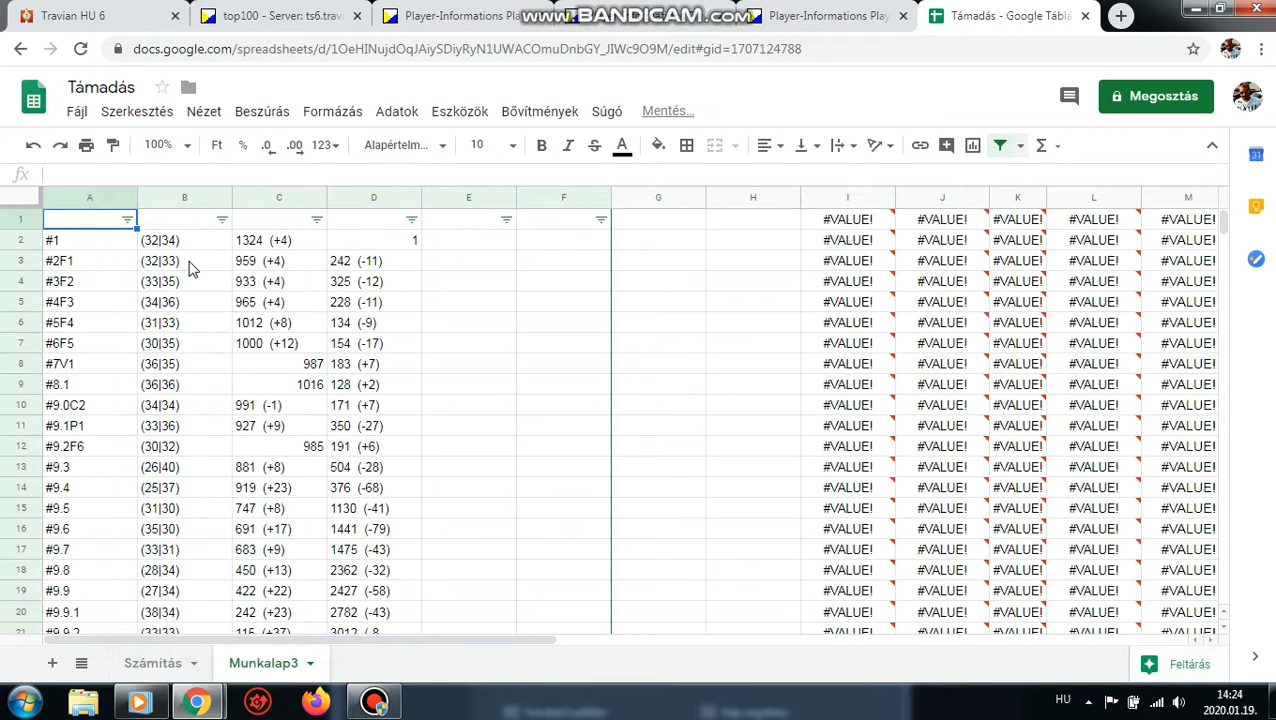 Travian HU 6
top100 - Server: ts6.trav
Player-Informations Pla
www.BANDICAM.com
Player-Informations Play
Támadás - Google Táblá
docs.google.com/spreadsheets/d/1OeHINujdOqJAiySDiyRyN1UWACOmuDnbGY_JIWc9O9M/edit#gid=1707124788
Támadás
Fájl Szerkesztés Nézet Beszúrás Formázás Adatok Eszközök Bővítmények Súgó Mentés...
Megosztás
100% Ft % .0 .00 123 Alapértelm... 10 B I S A Σ
fx
A B C D E F G H I J K L M
1 #VALUE! #VALUE! #VALUE! #VALUE! #VALUE!
2 #1 (32|34) 1324 (+4) 1 #VALUE! #VALUE! #VALUE! #VALUE! #VALUE!
3 #2F1 (32|33) 959 (+4) 242 (-11) #VALUE! #VALUE! #VALUE! #VALUE! #VALUE!
4 #3F2 (33|35) 933 (+4) 325 (-12) #VALUE! #VALUE! #VALUE! #VALUE! #VALUE!
5 #4F3 (34|36) 965 (+4) 228 (-11) #VALUE! #VALUE! #VALUE! #VALUE! #VALUE!
6 #5F4 (31|33) 1012 (+8) 134 (-9) #VALUE! #VALUE! #VALUE! #VALUE! #VALUE!
7 #6F5 (30|35) 1000 (+12) 154 (-17) #VALUE! #VALUE! #VALUE! #VALUE! #VALUE!
8 #7V1 (36|35) 987 183 (+7) #VALUE! #VALUE! #VALUE! #VALUE! #VALUE!
9 #8.1 (36|36) 1016 128 (+2) #VALUE! #VALUE! #VALUE! #VALUE! #VALUE!
10 #9.0C2 (34|34) 991 (-1) 171 (+7) #VALUE! #VALUE! #VALUE! #VALUE! #VALUE!
11 #9.1P1 (33|36) 927 (+9) 330 (-27) #VALUE! #VALUE! #VALUE! #VALUE! #VALUE!
12 #9.2F6 (30|32) 985 191 (+6) #VALUE! #VALUE! #VALUE! #VALUE! #VALUE!
13 #9.3 (26|40) 881 (+8) 504 (-28) #VALUE! #VALUE! #VALUE! #VALUE! #VALUE!
14 #9.4 (25|37) 919 (+23) 376 (-68) #VALUE! #VALUE! #VALUE! #VALUE! #VALUE!
15 #9.5 (31|30) 747 (+8) 1130 (-41) #VALUE! #VALUE! #VALUE! #VALUE! #VALUE!
16 #9.6 (35|30) 691 (+17) 1441 (-79) #VALUE! #VALUE! #VALUE! #VALUE! #VALUE!
17 #9.7 (33|31) 683 (+9) 1475 (-43) #VALUE! #VALUE! #VALUE! #VALUE! #VALUE!
18 #9.8 (28|34) 450 (+13) 2362 (-32) #VALUE! #VALUE! #VALUE! #VALUE! #VALUE!
19 #9.9 (27|34) 422 (+22) 2427 (-58) #VALUE! #VALUE! #VALUE! #VALUE! #VALUE!
20 #9.9.1 (38|34) 242 (+23) 2782 (-43) #VALUE! #VALUE! #VALUE! #VALUE! #VALUE!
21 #9.9.2 (33|33) 115 (+37) 3012 (-8 #VALUE! #VALUE! #VALUE! #VALUE! #VALUE!
Számítás Munkalap3 Feltárás
HU 14:24
2020.01.19.